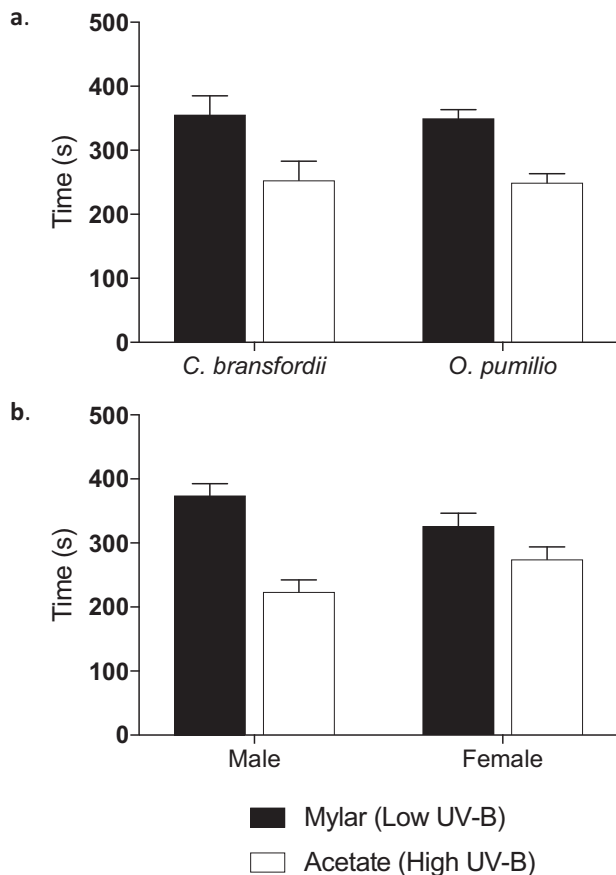 a.
500
400
300
200
100
0
Time (s)
C. bransfordii O. pumilio
b.
500
400
300
200
100
0
Time (s)
Male Female
Mylar (Low UV-B)
Acetate (High UV-B)